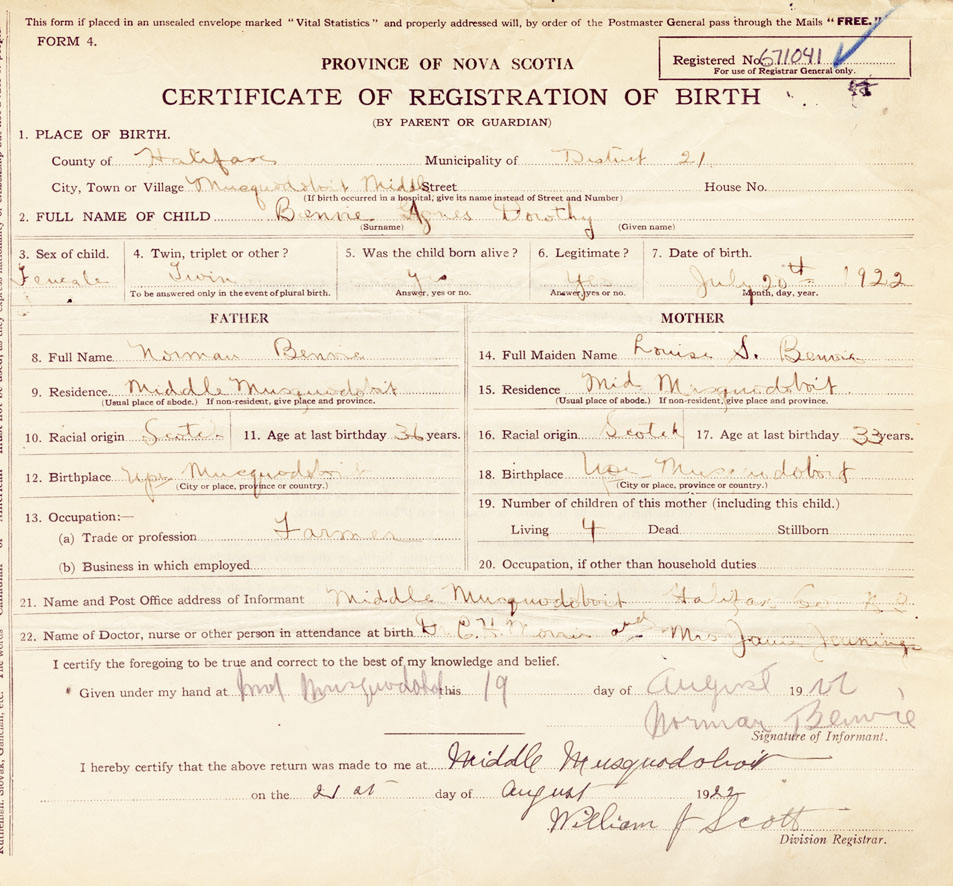 This form if placed in an unsealed envelope marked "Vital Statistics" and properly addressed will, by order of the Postmaster General pass through the Mails "FREE."
FORM 4.
Registered No. 671041
For use of Registrar General only.
PROVINCE OF NOVA SCOTIA
CERTIFICATE OF REGISTRATION OF BIRTH
(BY PARENT OR GUARDIAN)
1. PLACE OF BIRTH.
County of Halifax Municipality of District 21
City, Town or Village Musquodoboit Middle Street House No.
(If birth occurred in a hospital, give its name instead of Street and Number)
2. FULL NAME OF CHILD Benvie Agnes Dorothy
(Surname) (Given name)
3. Sex of child. 4. Twin, triplet or other? 5. Was the child born alive? 6. Legitimate? 7. Date of birth.
Female Twin Yes Yes July 20th 1922
To be answered only in the event of plural birth. Answer, yes or no. Answer, yes or no. Month, day, year.
FATHER MOTHER
8. Full Name Norman Benvie 14. Full Maiden Name Louise S. Benvie
9. Residence Middle Musquodoboit 15. Residence Mid Musquodoboit
(Usual place of abode.) If non-resident, give place and province. (Usual place of abode.) If non-resident, give place and province.
10. Racial origin Scotch 11. Age at last birthday 36 years. 16. Racial origin Scotch 17. Age at last birthday 33 years.
12. Birthplace Upr Musquodoboit 18. Birthplace Upr Musquodoboit
(City or place, province or country.) (City or place, province or country.)
19. Number of children of this mother (including this child.)
13. Occupation:—
Living 4 Dead Stillborn
(a) Trade or profession Farmer
(b) Business in which employed 20. Occupation, if other than household duties
21. Name and Post Office address of Informant Middle Musquodoboit Halifax Co N S
22. Name of Doctor, nurse or other person in attendance at birth Dr C. H. Morris and Mrs Janie Jennings
I certify the foregoing to be true and correct to the best of my knowledge and belief.
Given under my hand at Mid Musquodoboit this 19 day of August 1922
Norman Benvie
Signature of Informant.
I hereby certify that the above return was made to me at Middle Musquodoboit
on the 21st day of August 1922
William J Scott
Division Registrar.